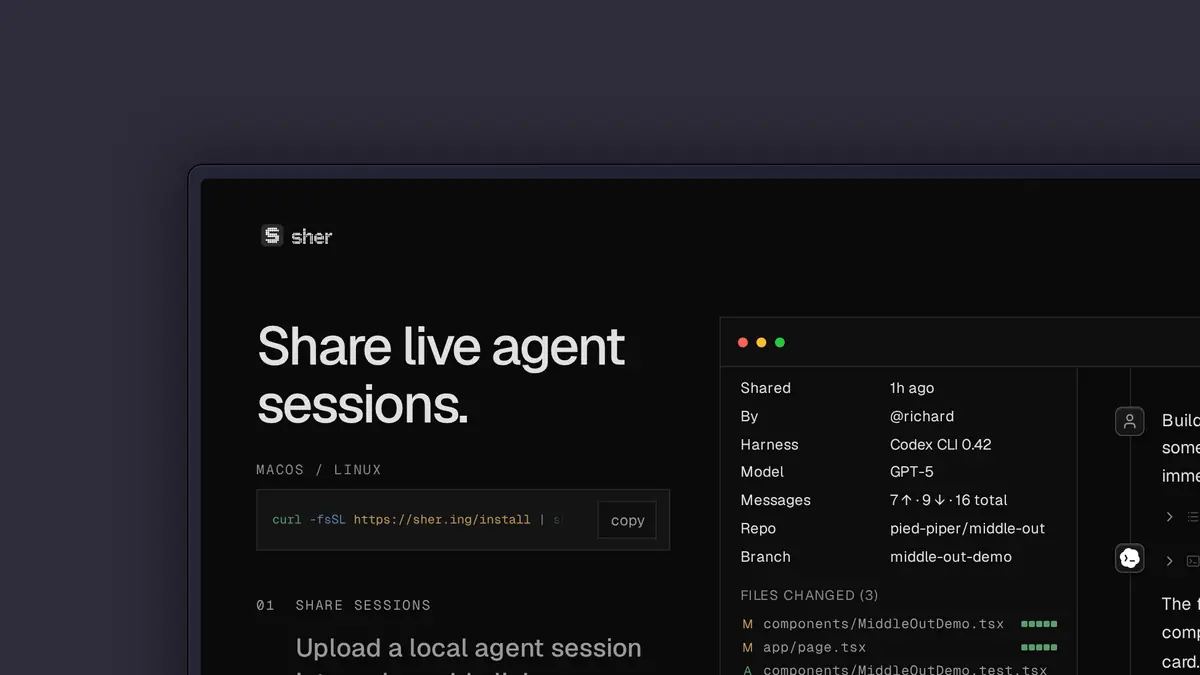 sher
Share live agent
sessions.
MACOS / LINUX
curl -fsSL https://sher.ing/install |
copy
01 SHARE SESSIONS
Upload a local agent session
Shared 1h ago
By @richard
Harness Codex CLI 0.42
Model GPT-5
Messages 7↑ · 9↓ · 16 total
Repo pied-piper/middle-out
Branch middle-out-demo
FILES CHANGED (3)
M components/MiddleOutDemo.tsx
M app/page.tsx
A components/MiddleOutDemo.test.tsx
Build
some
imme
The f
comp
card.